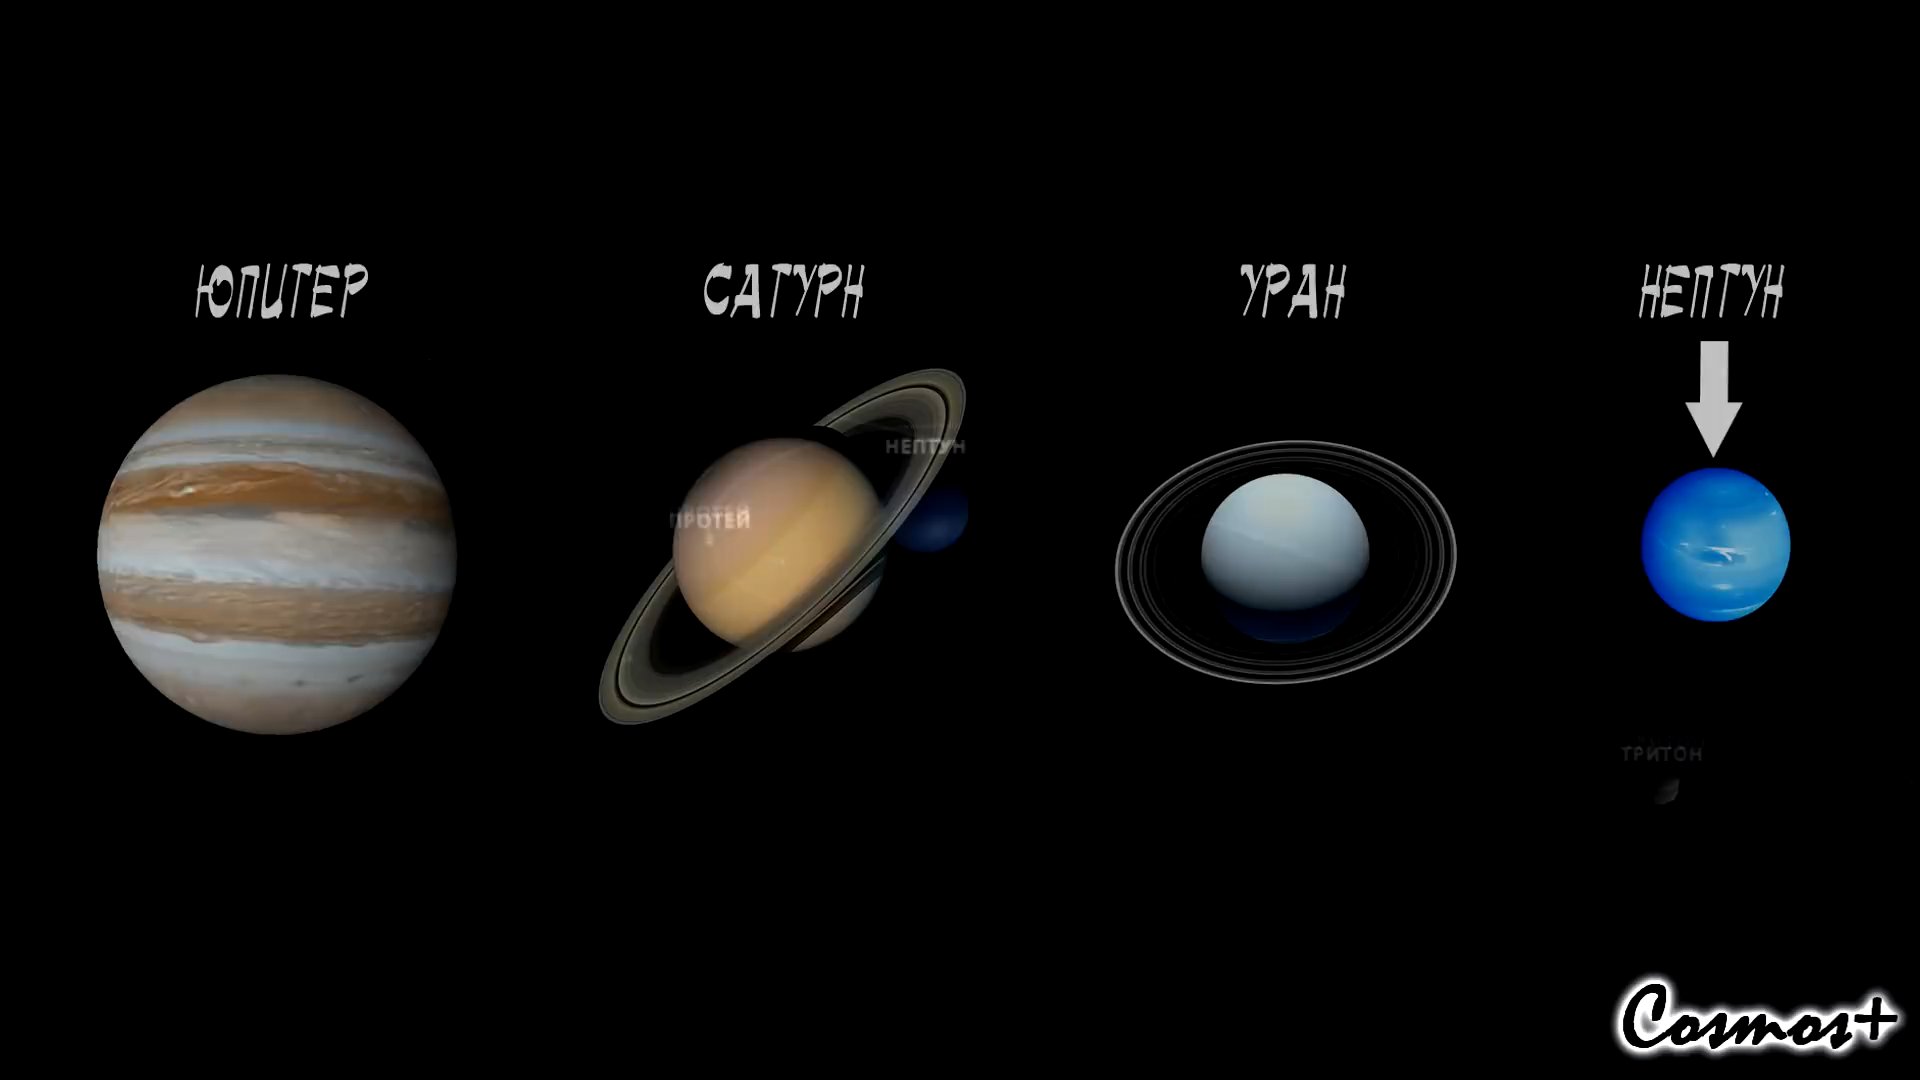 ЮПИТЕР
САТУРН
УРАН
НЕПТУН
НЕПТУН
ПРОТЕЙ
ТРИТОН
Cosmos+